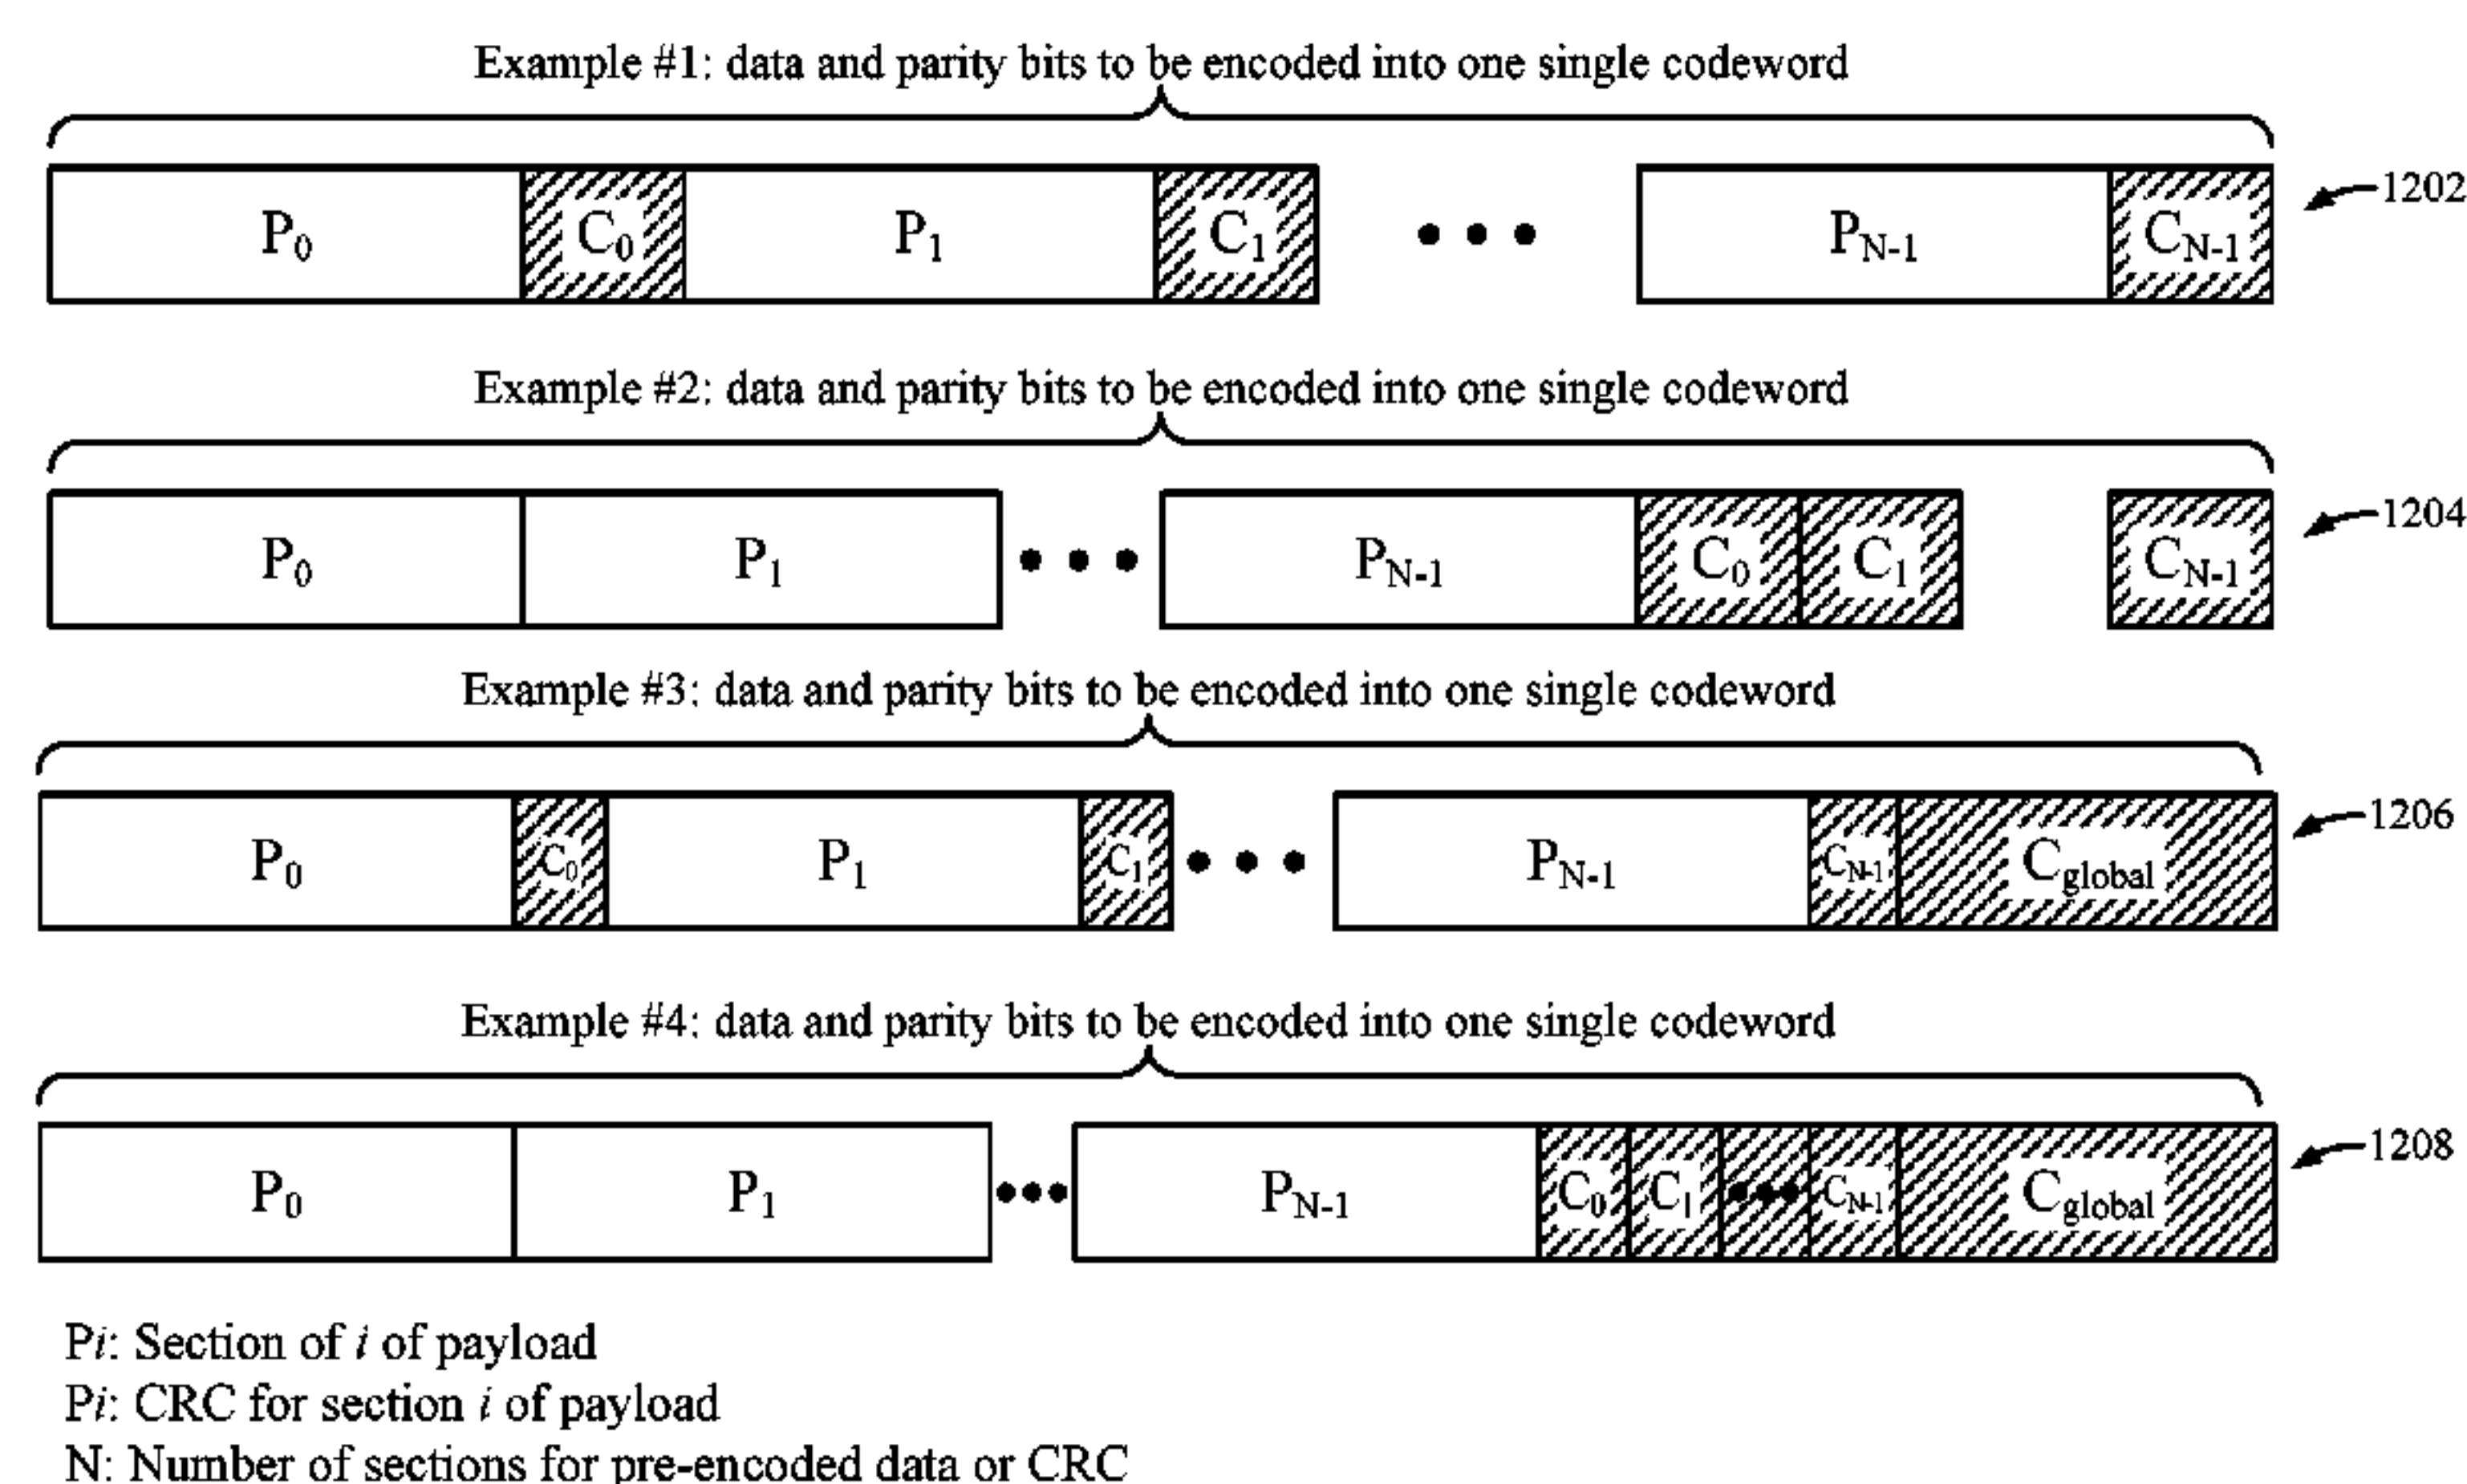 Example #1: data and parity bits to be encoded into one single codeword
P0 C0 P1 C1 ••• PN-1 CN-1 1202
Example #2: data and parity bits to be encoded into one single codeword
P0 P1 ••• PN-1 C0 C1 CN-1 1204
Example #3: data and parity bits to be encoded into one single codeword
P0 C0 P1 C1 ••• PN-1 CN-1 Cglobal 1206
Example #4: data and parity bits to be encoded into one single codeword
P0 P1 ••• PN-1 C0 C1 ••• CN-1 Cglobal 1208
Pi: Section of i of payload
Pi: CRC for section i of payload
N: Number of sections for pre-encoded data or CRC